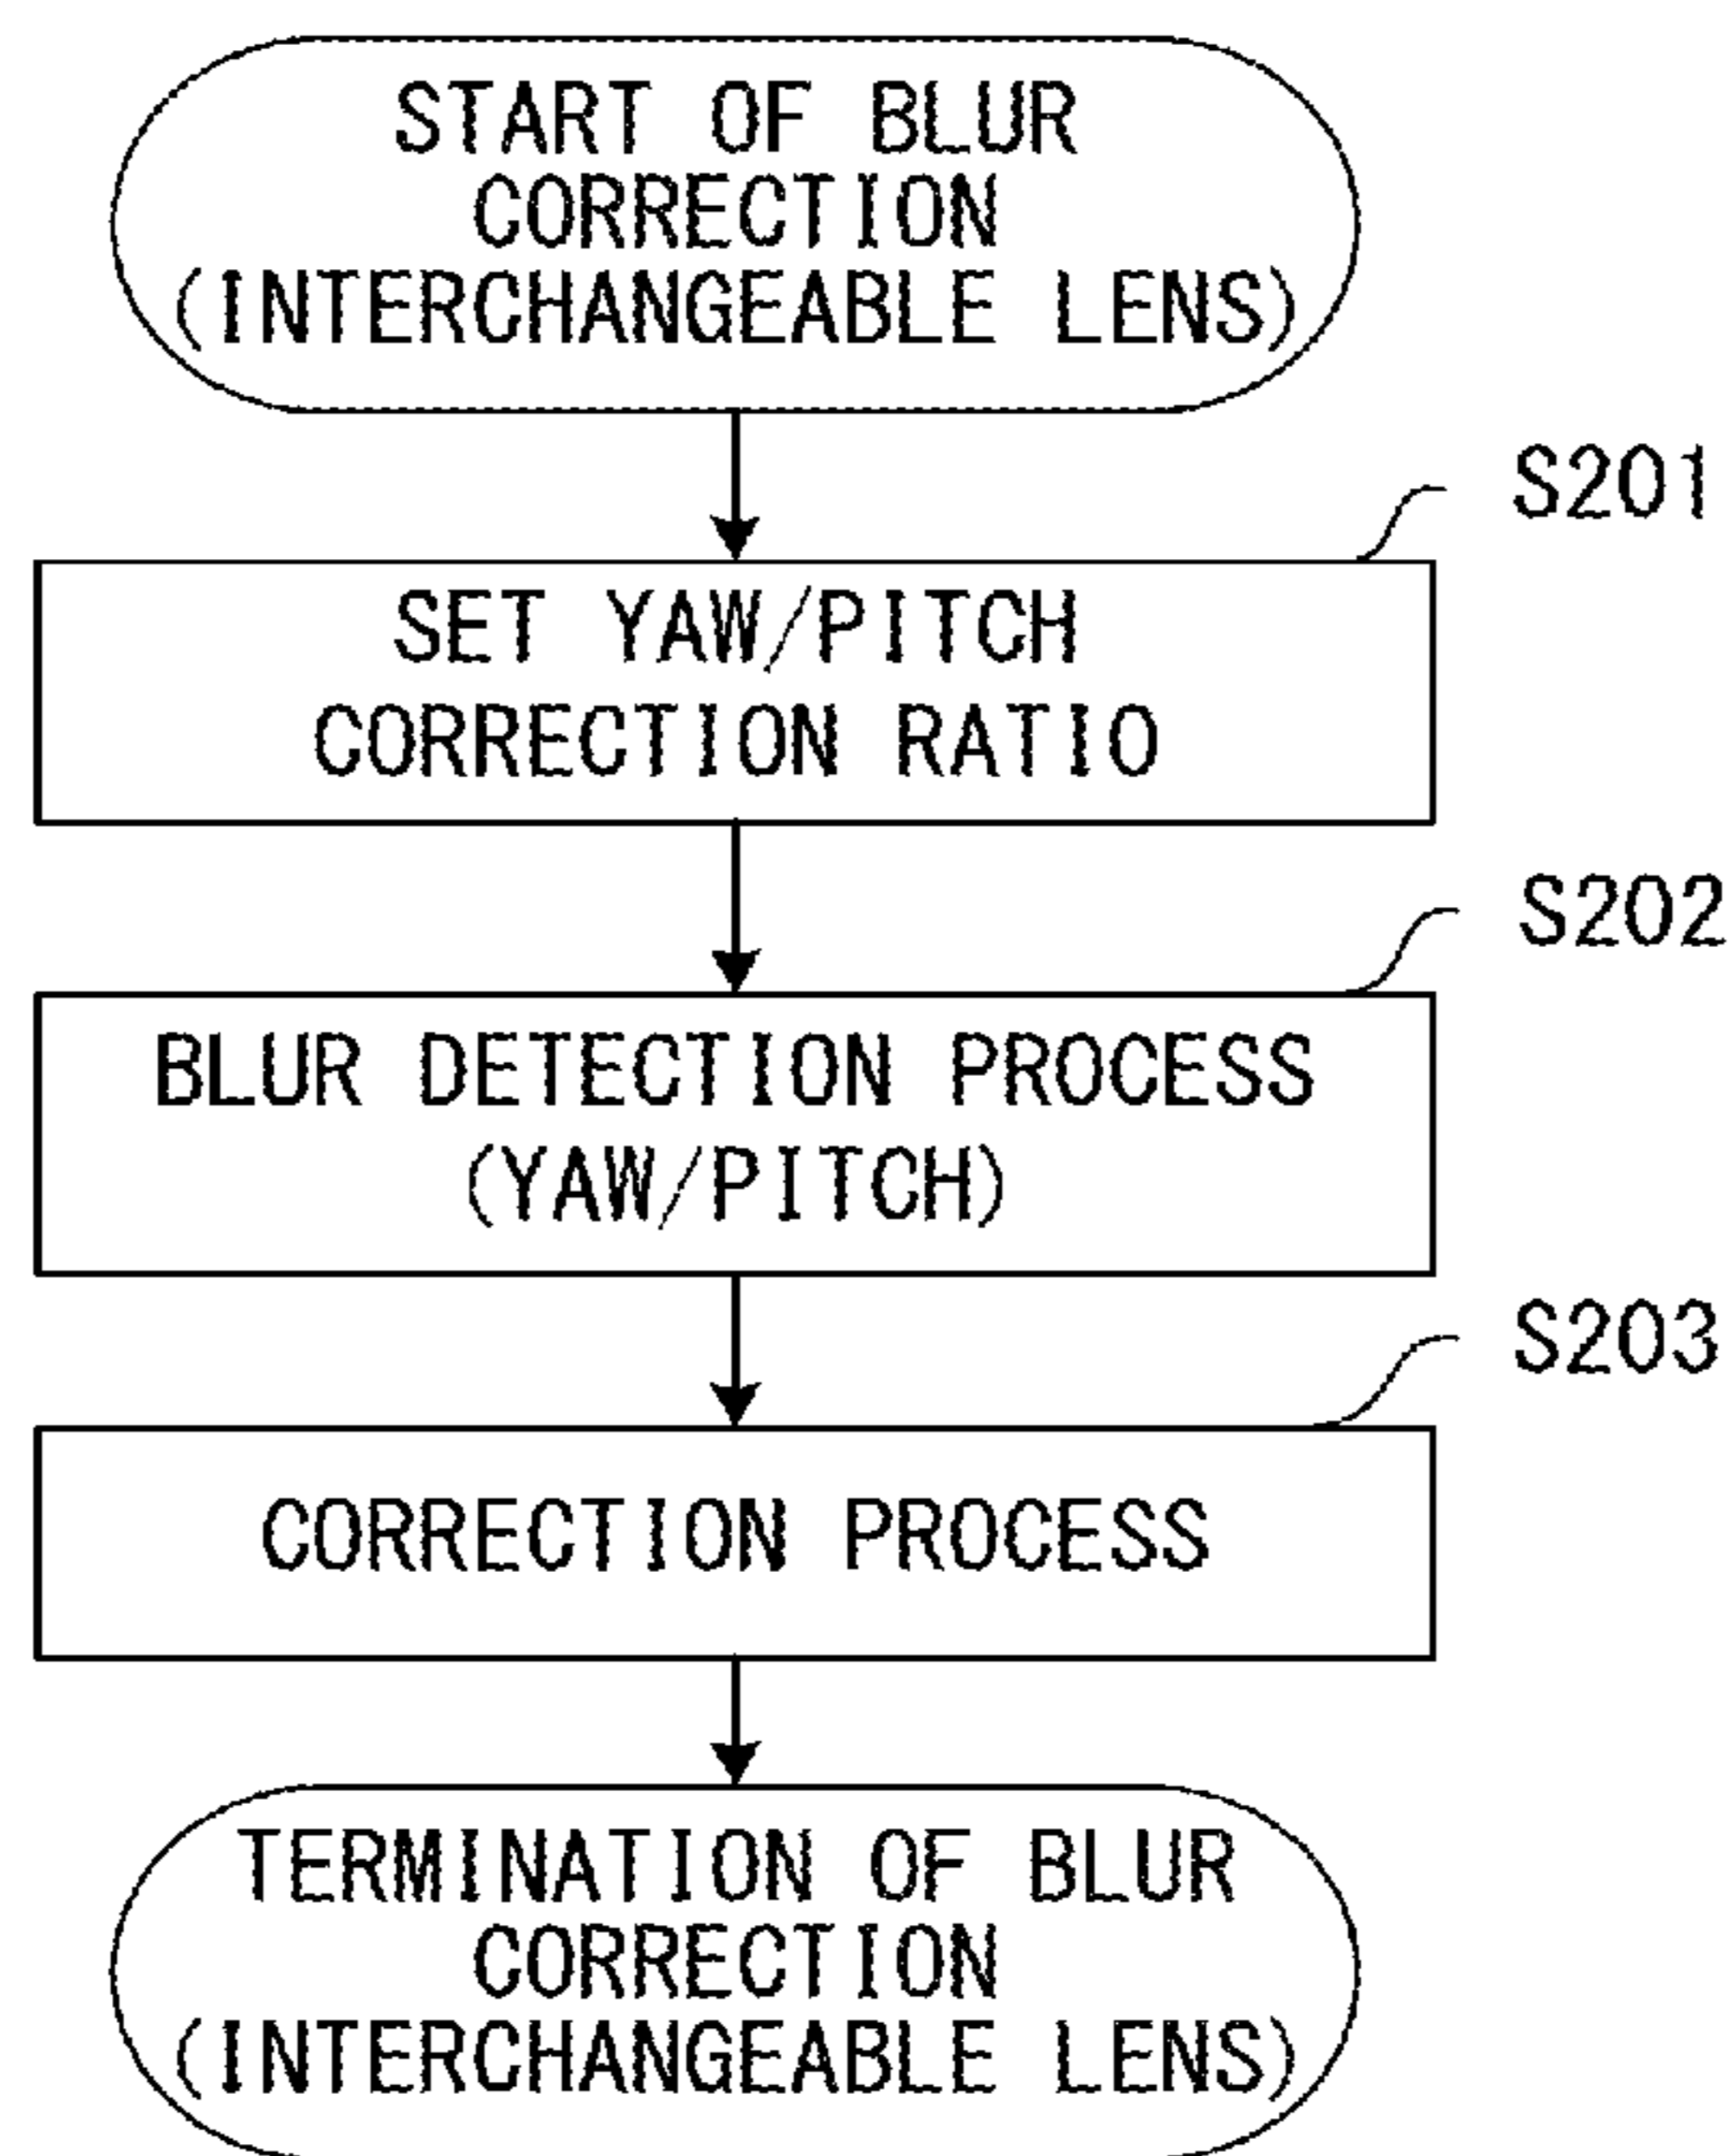 START OF BLUR
CORRECTION
(INTERCHANGEABLE LENS)
S201
SET YAW/PITCH
CORRECTION RATIO
S202
BLUR DETECTION PROCESS
(YAW/PITCH)
S203
CORRECTION PROCESS
TERMINATION OF BLUR
CORRECTION
(INTERCHANGEABLE LENS)